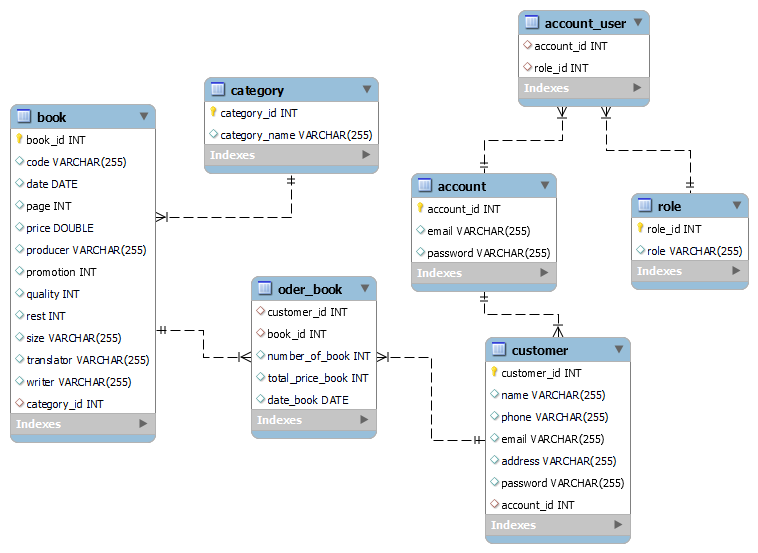 account_user
account_id INT
role_id INT
Indexes
category
category_id INT
category_name VARCHAR(255)
Indexes
book
book_id INT
code VARCHAR(255)
date DATE
page INT
price DOUBLE
producer VARCHAR(255)
promotion INT
quality INT
rest INT
size VARCHAR(255)
translator VARCHAR(255)
writer VARCHAR(255)
category_id INT
Indexes
account
account_id INT
email VARCHAR(255)
password VARCHAR(255)
Indexes
role
role_id INT
role VARCHAR(255)
Indexes
oder_book
customer_id INT
book_id INT
number_of_book INT
total_price_book INT
date_book DATE
Indexes
customer
customer_id INT
name VARCHAR(255)
phone VARCHAR(255)
email VARCHAR(255)
address VARCHAR(255)
password VARCHAR(255)
account_id INT
Indexes